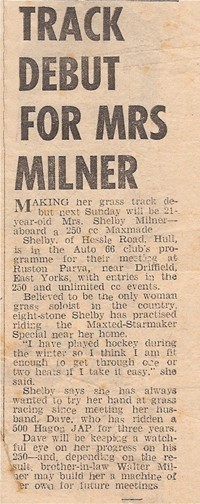 TRACK
DEBUT
FOR MRS
MILNER
MAKING her grass track de-
but next Sunday will be 21-
year-old Mrs. Shelby Milner—
aboard a 250 cc Maxmade
Shelby, of Hessle Road, Hull,
is in the Auto 66 club's pro-
gramme for their meeting at
Ruston Parva, near Driffield,
East Yorks, with entries in the
250 and unlimited cc events.
Believed to be the only woman
grass soloist in the country,
eight-stone Shelby has practised
riding the Maxted-Starmaker
Special near her home.
"I have played hockey during
the winter so I think I am fit
enough to get through one or
two heats if I take it easy," she
said.
Shelby says she has always
wanted to try her hand at grass
racing since meeting her hus-
band, Dave, who has ridden a
500 Hagon JAP for three years.
Dave will be keeping a watch-
ful eye on her progress on his
250—and, depending on the re-
sult, brother-in-law Walter Mil-
ner may build her a machine of
er own for future meetings